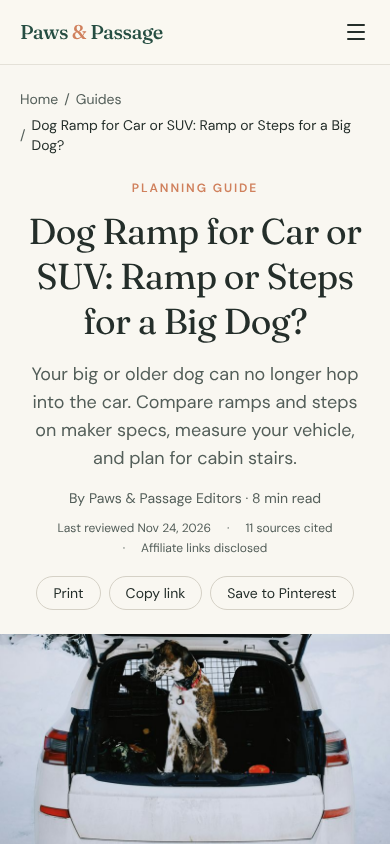 Paws & Passage
Home / Guides
/ Dog Ramp for Car or SUV: Ramp or Steps for a Big
Dog?
PLANNING GUIDE
Dog Ramp for Car or
SUV: Ramp or Steps
for a Big Dog?
Your big or older dog can no longer hop
into the car. Compare ramps and steps
on maker specs, measure your vehicle,
and plan for cabin stairs.
By Paws & Passage Editors · 8 min read
Last reviewed Nov 24, 2026 · 11 sources cited
· Affiliate links disclosed
Print Copy link Save to Pinterest